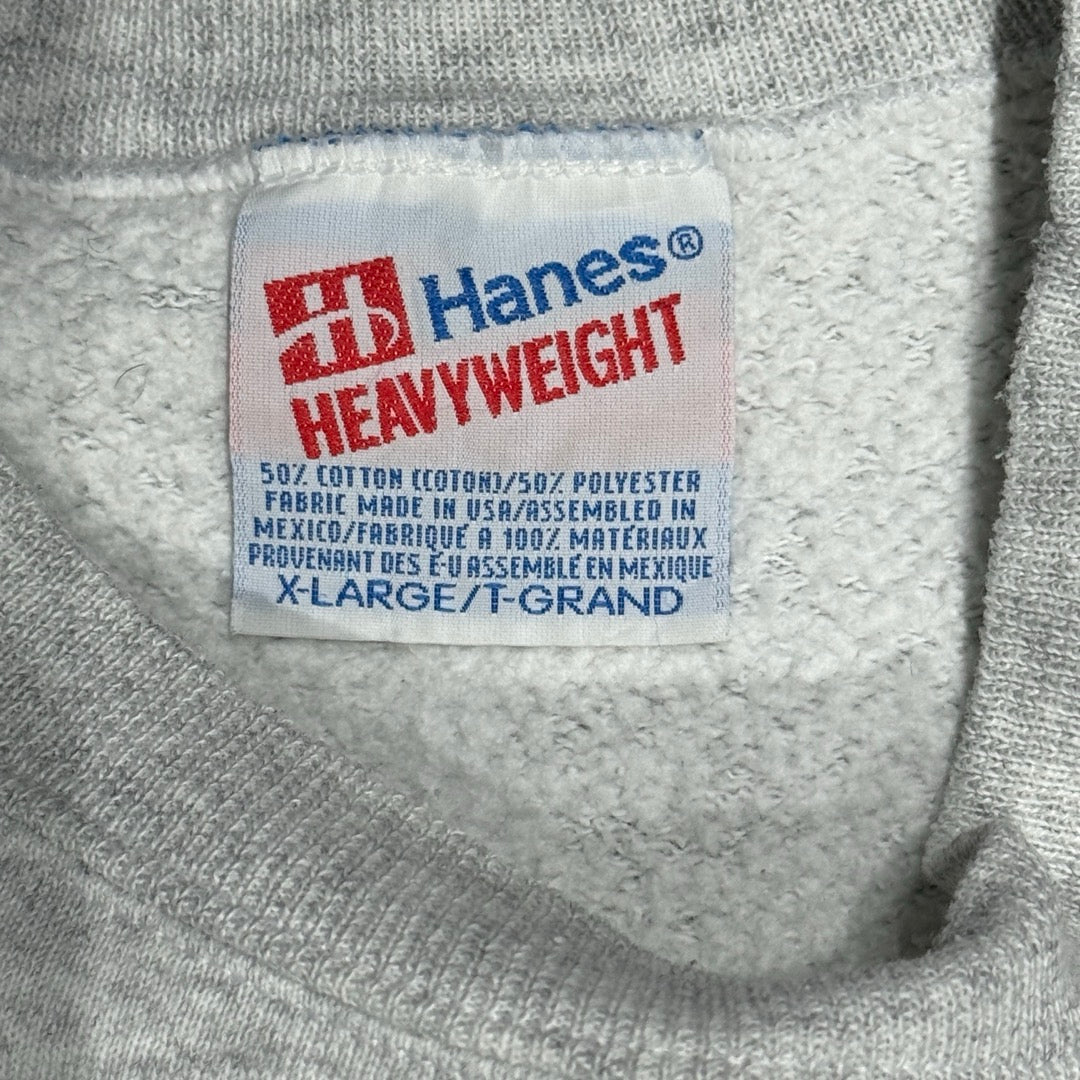 H Hanes®
HEAVYWEIGHT
50% COTTON (COTON)/50% POLYESTER
FABRIC MADE IN USA/ASSEMBLED IN
MEXICO/FABRIQUÉ A 100% MATÉRIAUX
PROVENANT DES É-U ASSEMBLÉ EN MEXIQUE
X-LARGE/T-GRAND